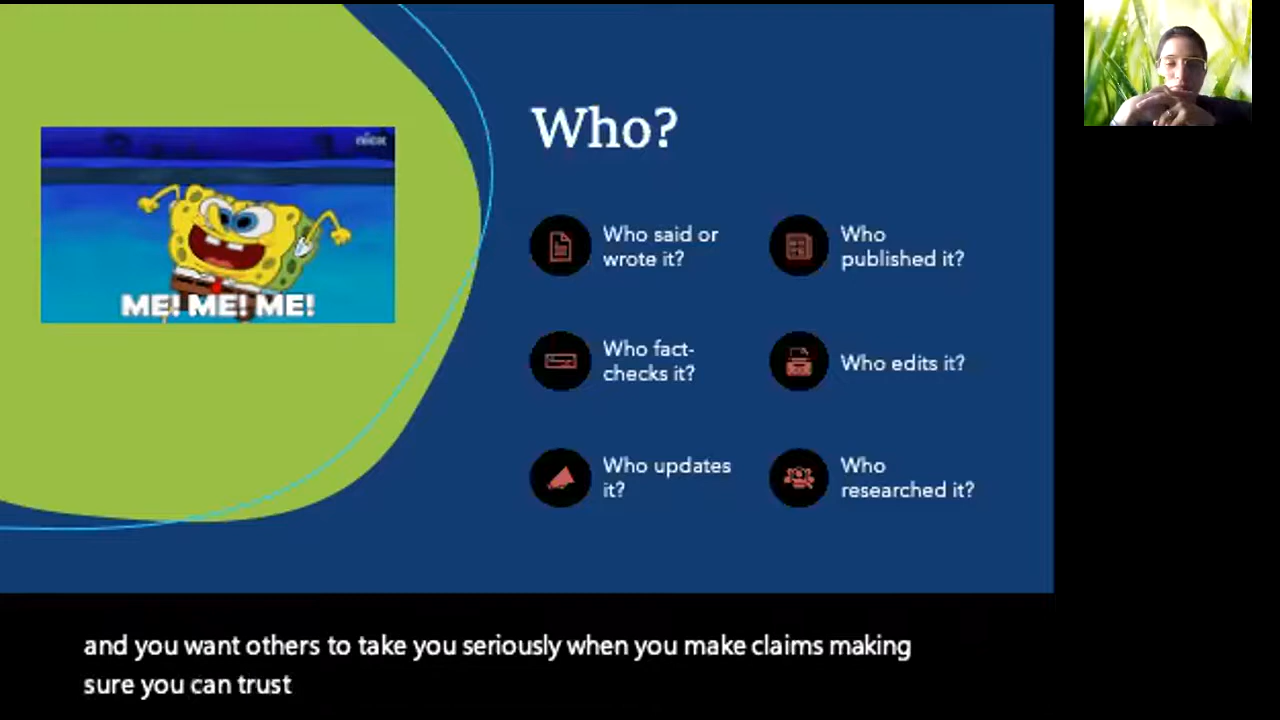 nick
ME! ME! ME!
Who?
Who said or
wrote it?
Who
published it?
Who fact-
checks it?
Who edits it?
Who updates
it?
Who
researched it?
and you want others to take you seriously when you make claims making
sure you can trust